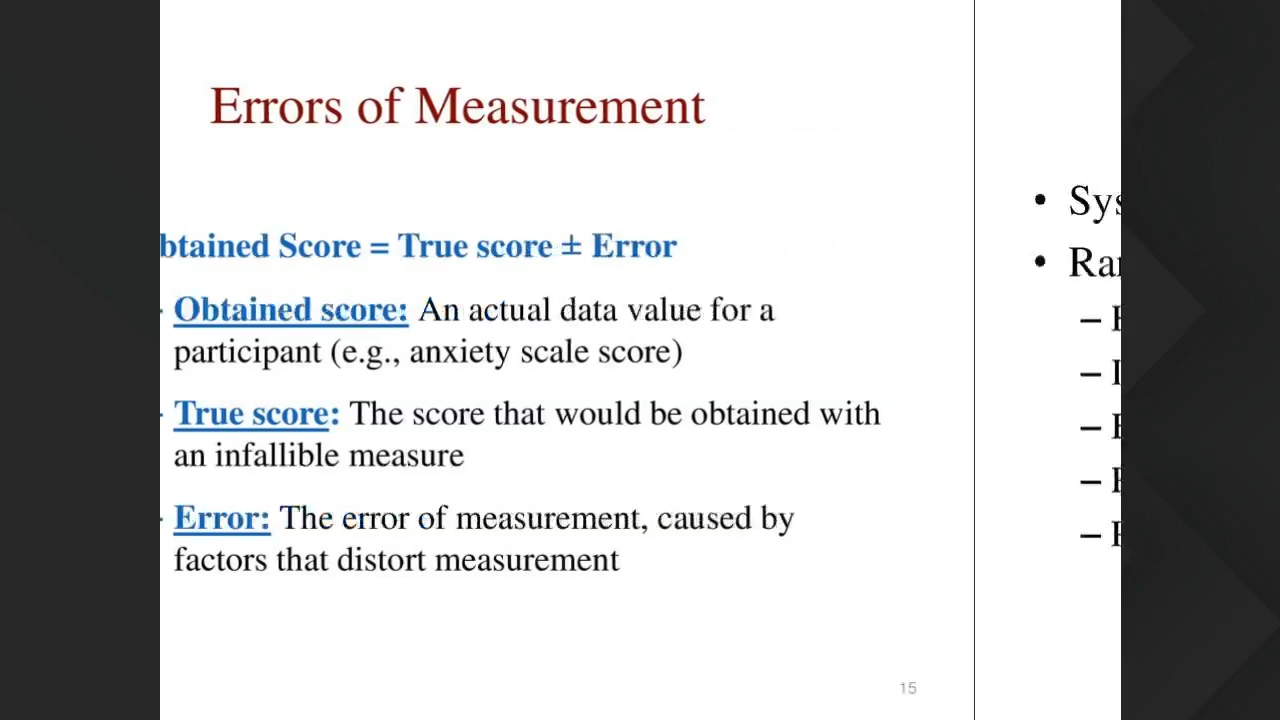 Errors of Measurement
btained Score = True score ± Error
- Obtained score: An actual data value for a
participant (e.g., anxiety scale score)
- True score: The score that would be obtained with
an infallible measure
- Error: The error of measurement, caused by
factors that distort measurement
15
• Sys
• Ran